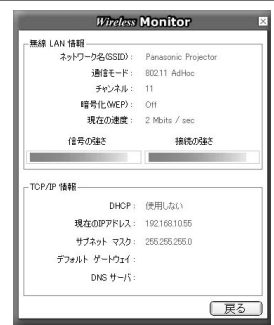 Wireless Monitor
無線 LAN 情報
ネットワーク名(SSID): Panasonic Projector
通信モード: 802.11 AdHoc
チャンネル: 11
暗号化(WEP): Off
現在の速度: 2 Mbits / sec
信号の強さ 接続の強さ
TCP/IP 情報
DHCP: 使用しない
現在のIPアドレス: 192.168.10.55
サブネット マスク: 255.255.255.0
デフォルト ゲートウェイ:
DNS サーバ:
戻る